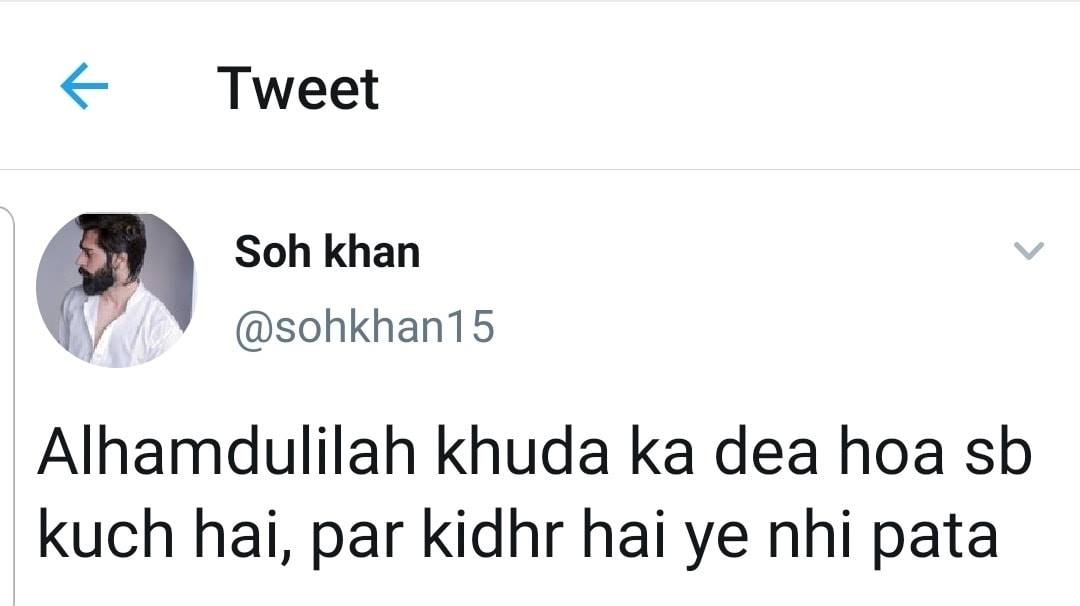 Tweet
Soh khan
@sohkhan15
Alhamdulilah khuda ka dea hoa sb
kuch hai, par kidhr hai ye nhi pata